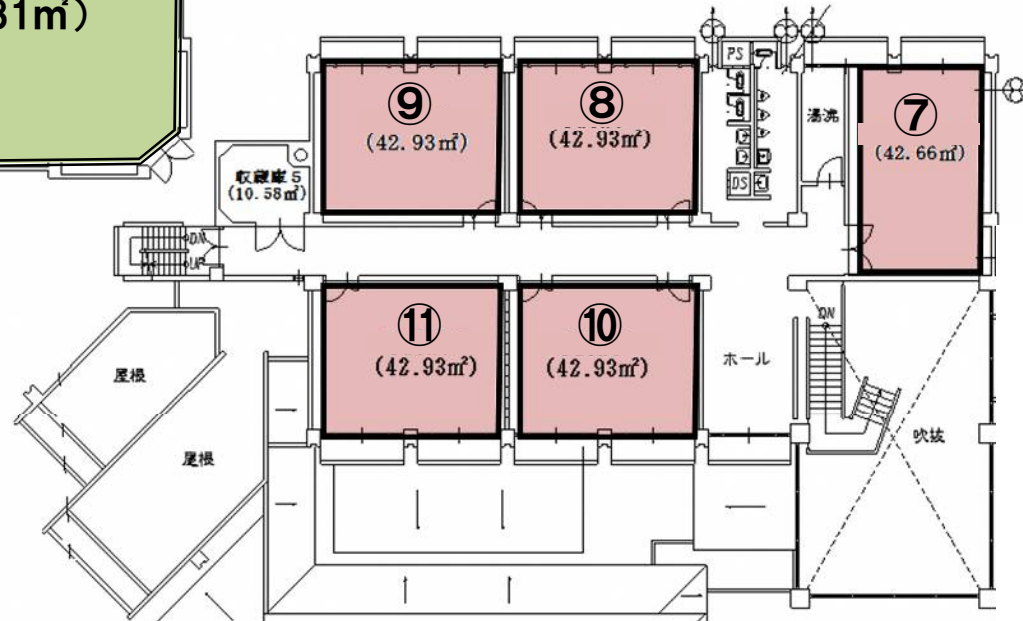 31㎡）
PS
⑨
(42.93㎡)
⑧
(42.93㎡)
湯沸
⑦
(42.66㎡)
収蔵庫5
(10.58㎡)
DS
DN
UP
⑪
(42.93㎡)
⑩
(42.93㎡)
DN
ホール
屋根
屋根
吹抜